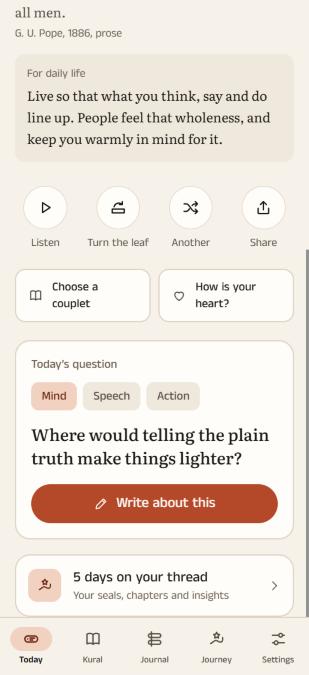 all men.
G. U. Pope, 1886, prose
For daily life
Live so that what you think, say and do
line up. People feel that wholeness, and
keep you warmly in mind for it.
Listen
Turn the leaf
Another
Share
Choose a
couplet
How is your
heart?
Today's question
Mind
Speech
Action
Where would telling the plain
truth make things lighter?
Write about this
5 days on your thread
Your seals, chapters and insights
Today
Kural
Journal
Journey
Settings